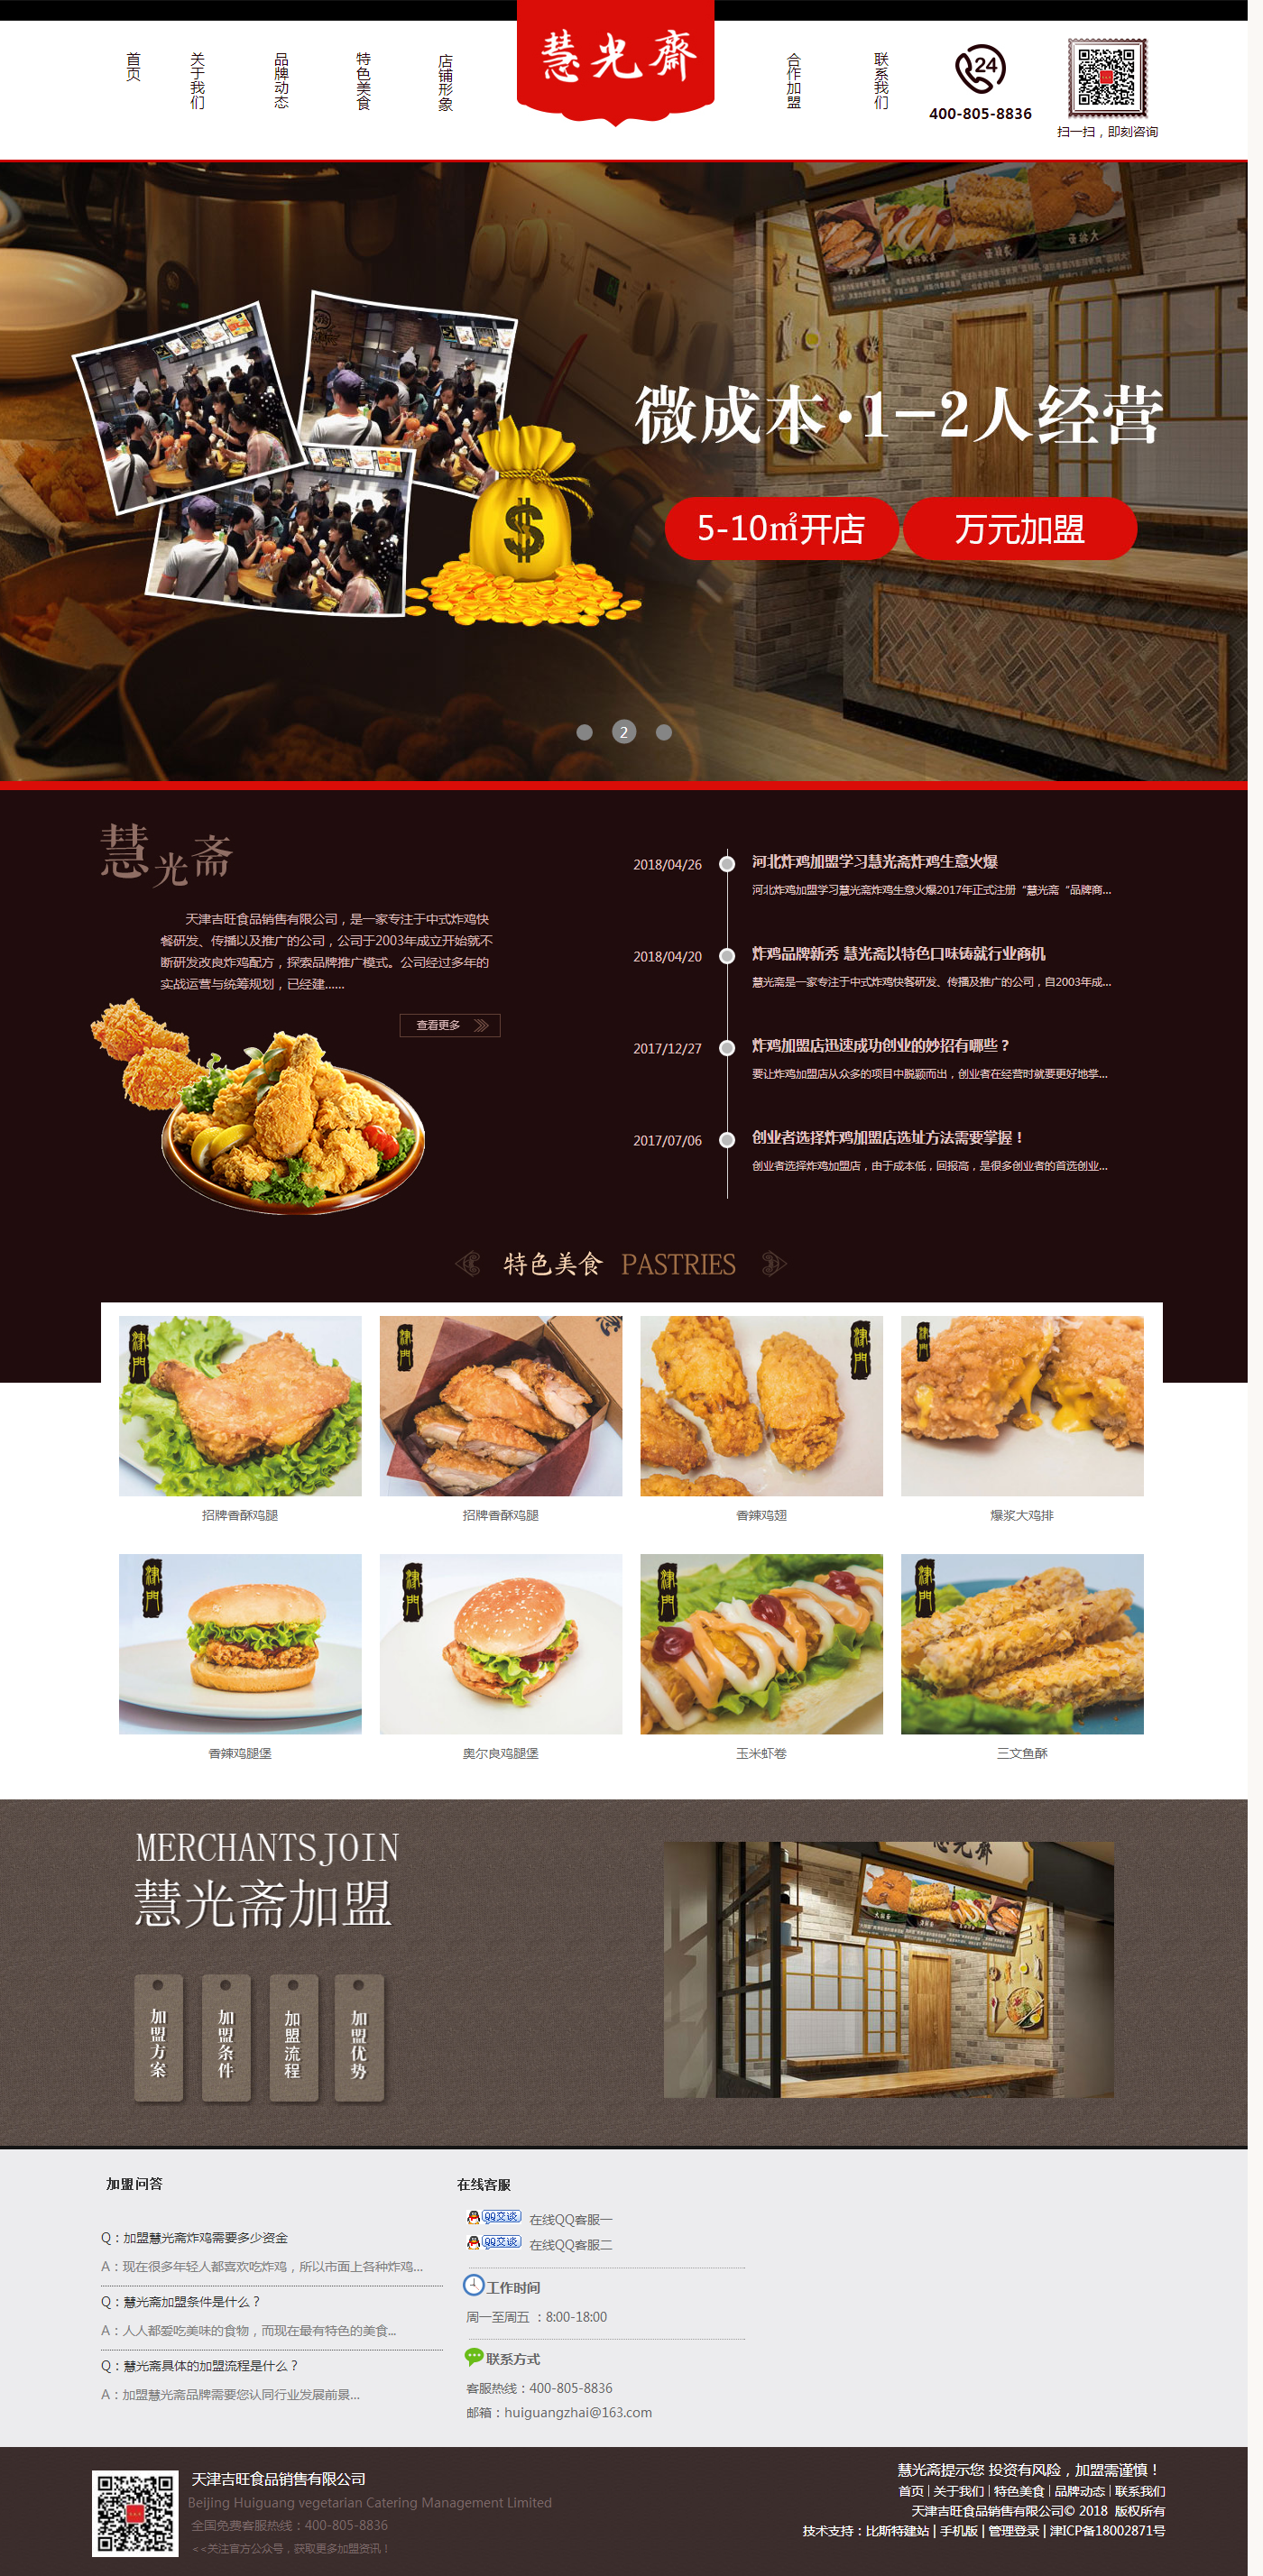 首页
关于我们
品牌动态
特色美食
店铺形象
慧光齋
合作加盟
联系我们
24
400-805-8836
扫一扫，即刻咨询
微成本·1-2人经营
5-10㎡开店
万元加盟
2
慧光斋
天津吉旺食品销售有限公司，是一家专注于中式炸鸡快
餐研发、传播以及推广的公司，公司于2003年成立开始就不
断研发改良炸鸡配方，探索品牌推广模式。公司经过多年的
实战运营与统筹规划，已经建......
查看更多
2018/04/26
河北炸鸡加盟学习慧光斋炸鸡生意火爆
河北炸鸡加盟学习慧光斋炸鸡生意火爆2017年正式注册“慧光斋“品牌商...
2018/04/20
炸鸡品牌新秀 慧光斋以特色口味铸就行业商机
慧光斋是一家专注于中式炸鸡快餐研发、传播及推广的公司，自2003年成...
2017/12/27
炸鸡加盟店迅速成功创业的妙招有哪些？
要让炸鸡加盟店从众多的项目中脱颖而出，创业者在经营时就要更好地掌...
2017/07/06
创业者选择炸鸡加盟店选址方法需要掌握！
创业者选择炸鸡加盟店，由于成本低，回报高，是很多创业者的首选创业...
特色美食 PASTRIES
招牌香酥鸡腿
招牌香酥鸡腿
香辣鸡翅
爆浆大鸡排
香辣鸡腿堡
奥尔良鸡腿堡
玉米虾卷
三文鱼酥
MERCHANTSJOIN
慧光斋加盟
加盟方案
加盟条件
加盟流程
加盟优势
加盟问答
Q：加盟慧光斋炸鸡需要多少资金
A：现在很多年轻人都喜欢吃炸鸡，所以市面上各种炸鸡...
Q：慧光斋加盟条件是什么？
A：人人都爱吃美味的食物，而现在最有特色的美食...
Q：慧光斋具体的加盟流程是什么？
A：加盟慧光斋品牌需要您认同行业发展前景...
在线客服
QQ交谈 在线QQ客服一
QQ交谈 在线QQ客服二
工作时间
周一至周五 ：8:00-18:00
联系方式
客服热线：400-805-8836
邮箱：huiguangzhai@163.com
天津吉旺食品销售有限公司
Beijing Huiguang vegetarian Catering Management Limited
全国免费客服热线：400-805-8836
<<关注官方公众号，获取更多加盟资讯！
慧光斋提示您 投资有风险，加盟需谨慎！
首页 | 关于我们 | 特色美食 | 品牌动态 | 联系我们
天津吉旺食品销售有限公司© 2018 版权所有
技术支持：比斯特建站 | 手机版 | 管理登录 | 津ICP备18002871号